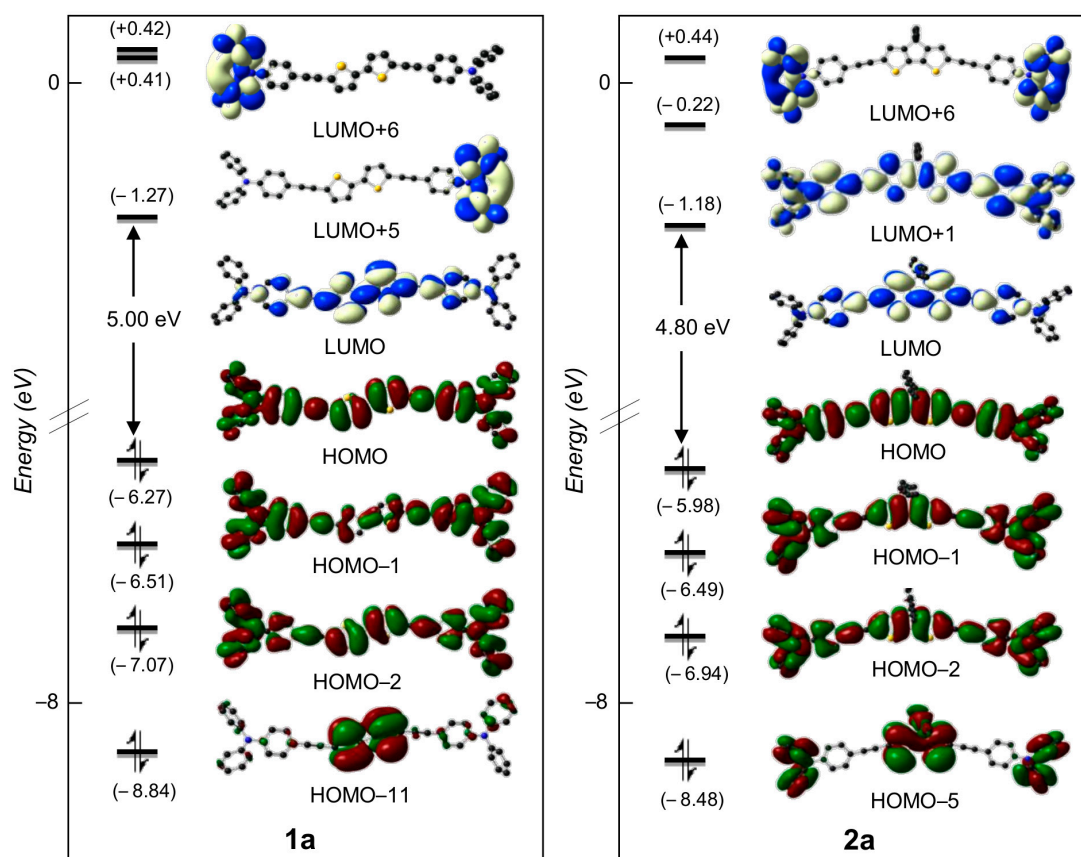 Energy (eV)
0
−8
(+0.42)
(+0.41)
(− 1.27)
5.00 eV
(− 6.27)
(− 6.51)
(− 7.07)
(− 8.84)
LUMO+6
LUMO+5
LUMO
HOMO
HOMO−1
HOMO−2
HOMO−11
1a
Energy (eV)
0
−8
(+0.44)
(− 0.22)
(− 1.18)
4.80 eV
(− 5.98)
(− 6.49)
(− 6.94)
(− 8.48)
LUMO+6
LUMO+1
LUMO
HOMO
HOMO−1
HOMO−2
HOMO−5
2a